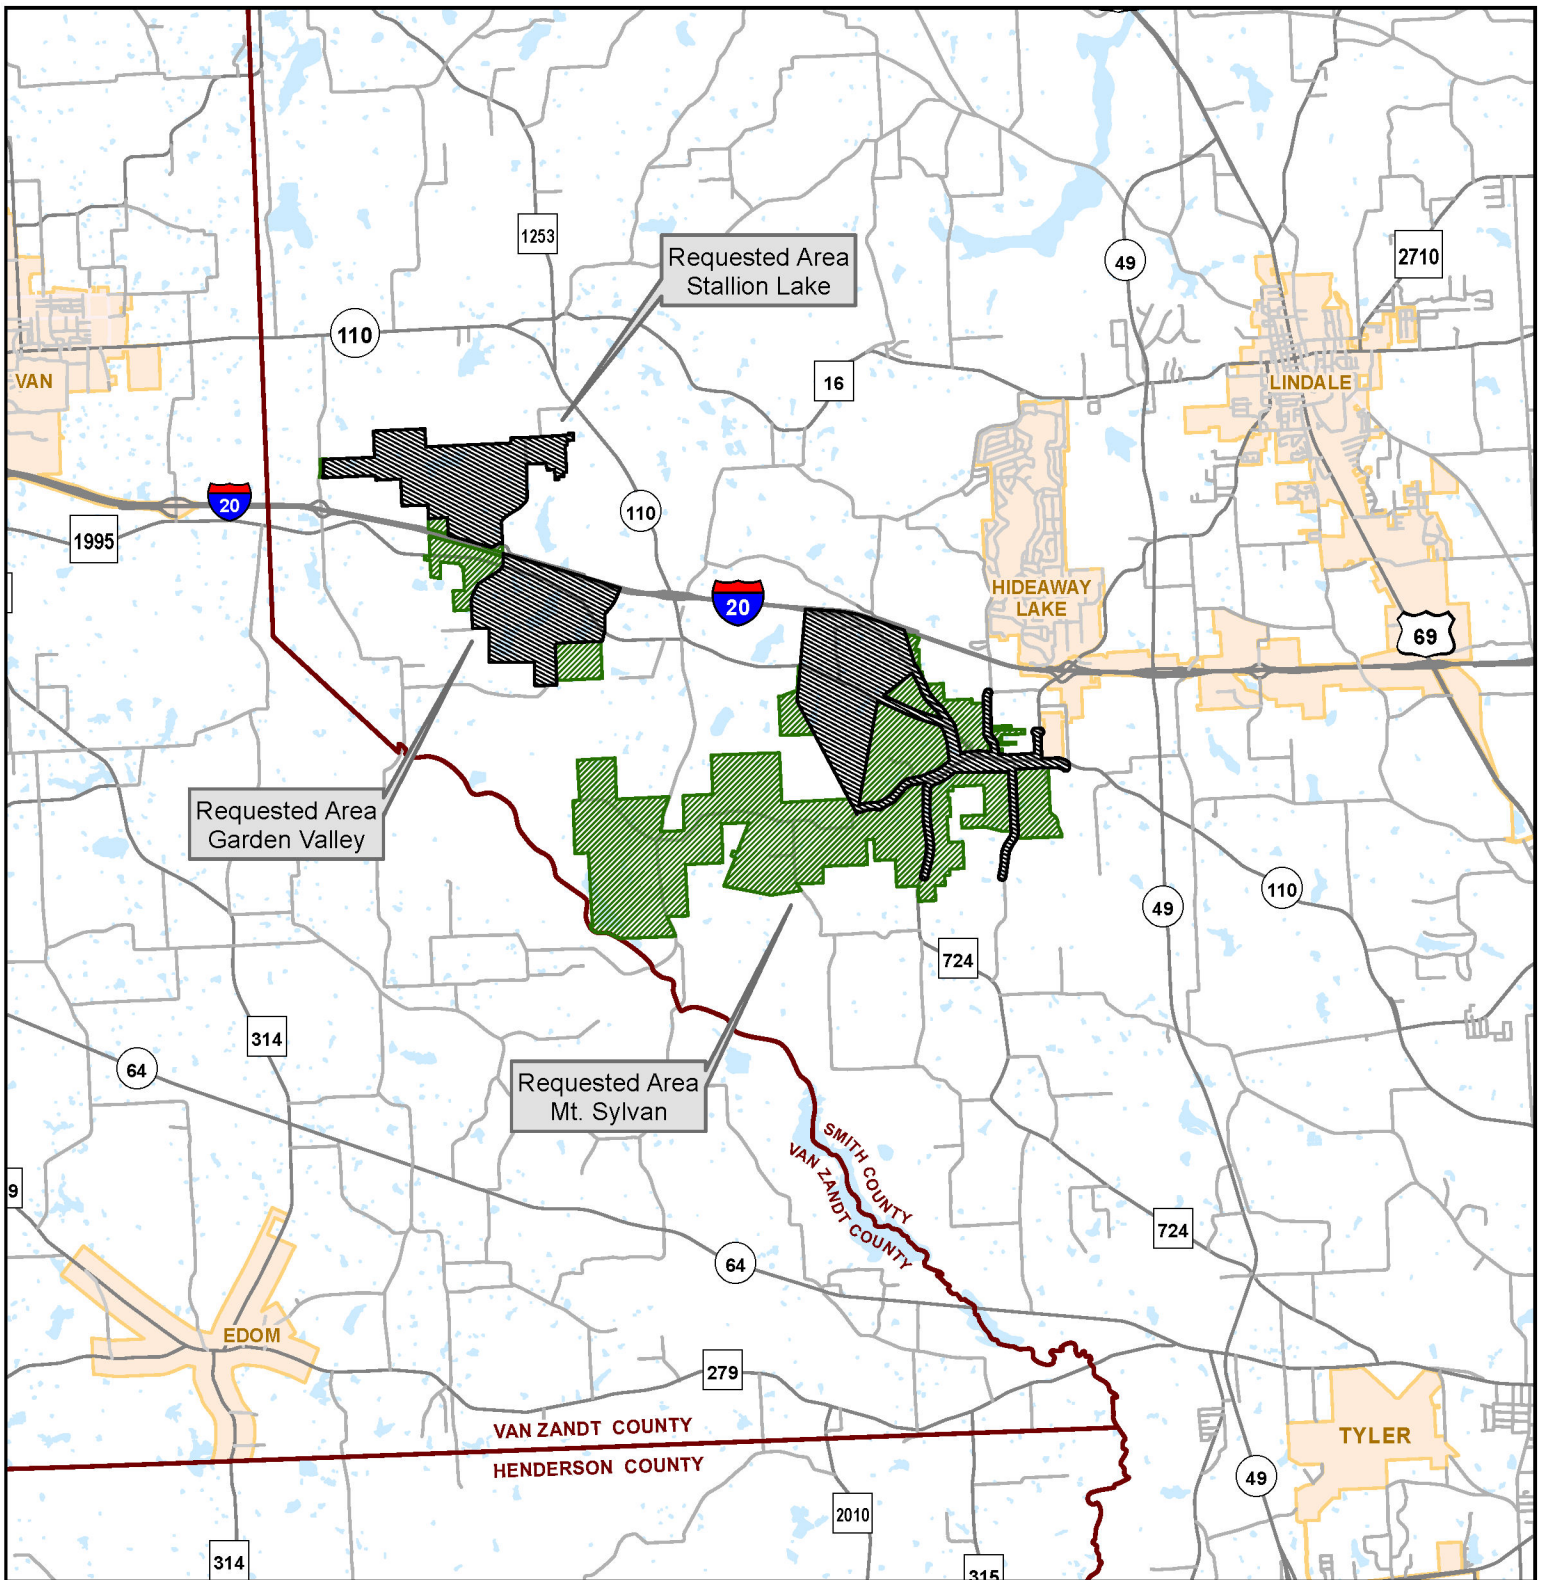 1253
Requested Area
Stallion Lake
49
2710
110
16
VAN
LINDALE
20
1995
110
HIDEAWAY
LAKE
20
69
Requested Area
Garden Valley
110
49
724
314
64
Requested Area
Mt. Sylvan
SMITH COUNTY
VAN ZANDT COUNTY
9
724
64
EDOM
279
VAN ZANDT COUNTY
HENDERSON COUNTY
TYLER
49
2010
314
315